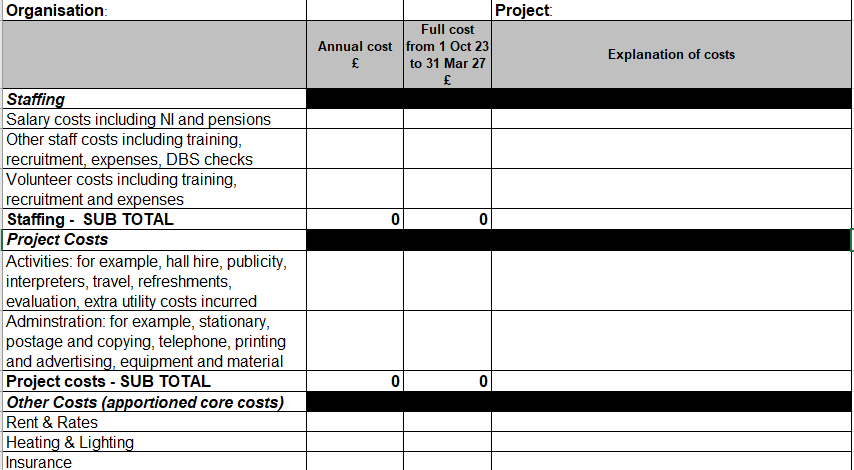 Organisation:
Project:
Annual cost
£
Full cost
from 1 Oct 23
to 31 Mar 27
£
Explanation of costs
Staffing
Salary costs including NI and pensions
Other staff costs including training,
recruitment, expenses, DBS checks
Volunteer costs including training,
recruitment and expenses
Staffing - SUB TOTAL 0 0
Project Costs
Activities: for example, hall hire, publicity,
interpreters, travel, refreshments,
evaluation, extra utility costs incurred
Adminstration: for example, stationary,
postage and copying, telephone, printing
and advertising, equipment and material
Project costs - SUB TOTAL 0 0
Other Costs (apportioned core costs)
Rent & Rates
Heating & Lighting
Insurance